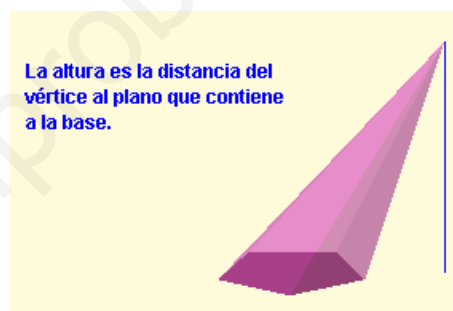 La altura es la distancia del
vértice al plano que contiene
a la base.